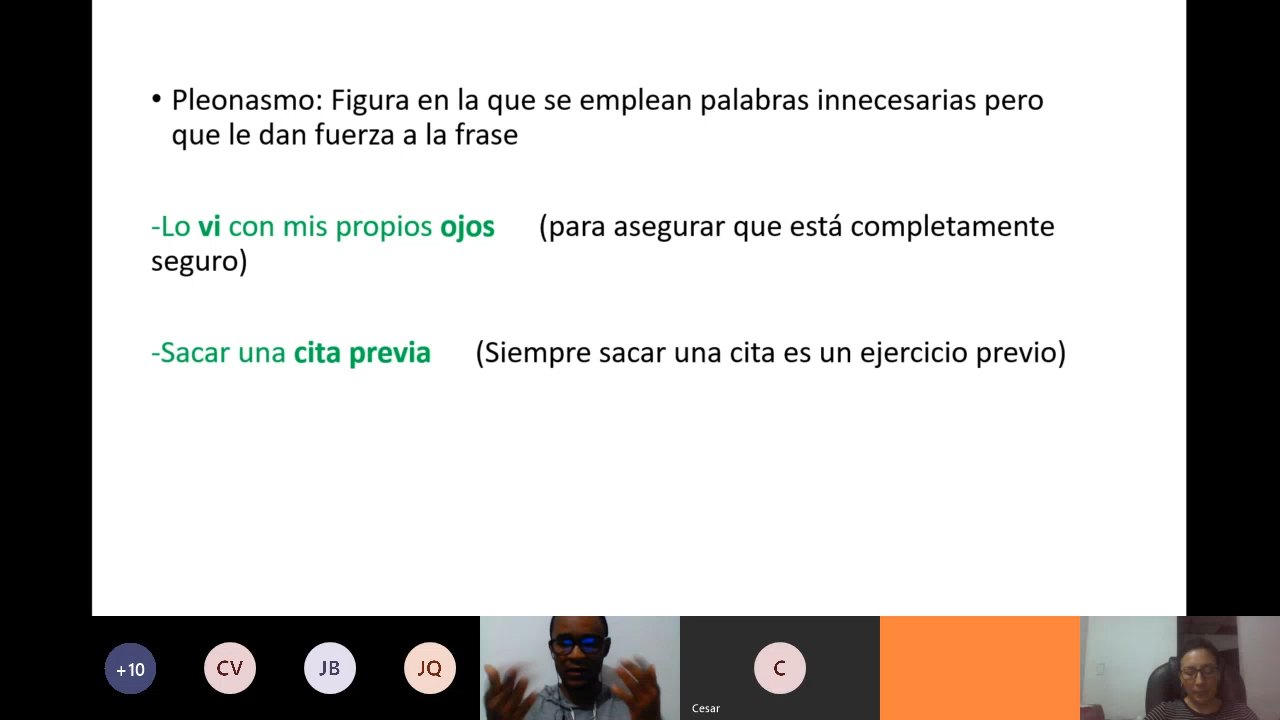 • Pleonasmo: Figura en la que se emplean palabras innecesarias pero
que le dan fuerza a la frase
-Lo vi con mis propios ojos (para asegurar que está completamente
seguro)
-Sacar una cita previa (Siempre sacar una cita es un ejercicio previo)
+10 CV JB JQ C
Cesar